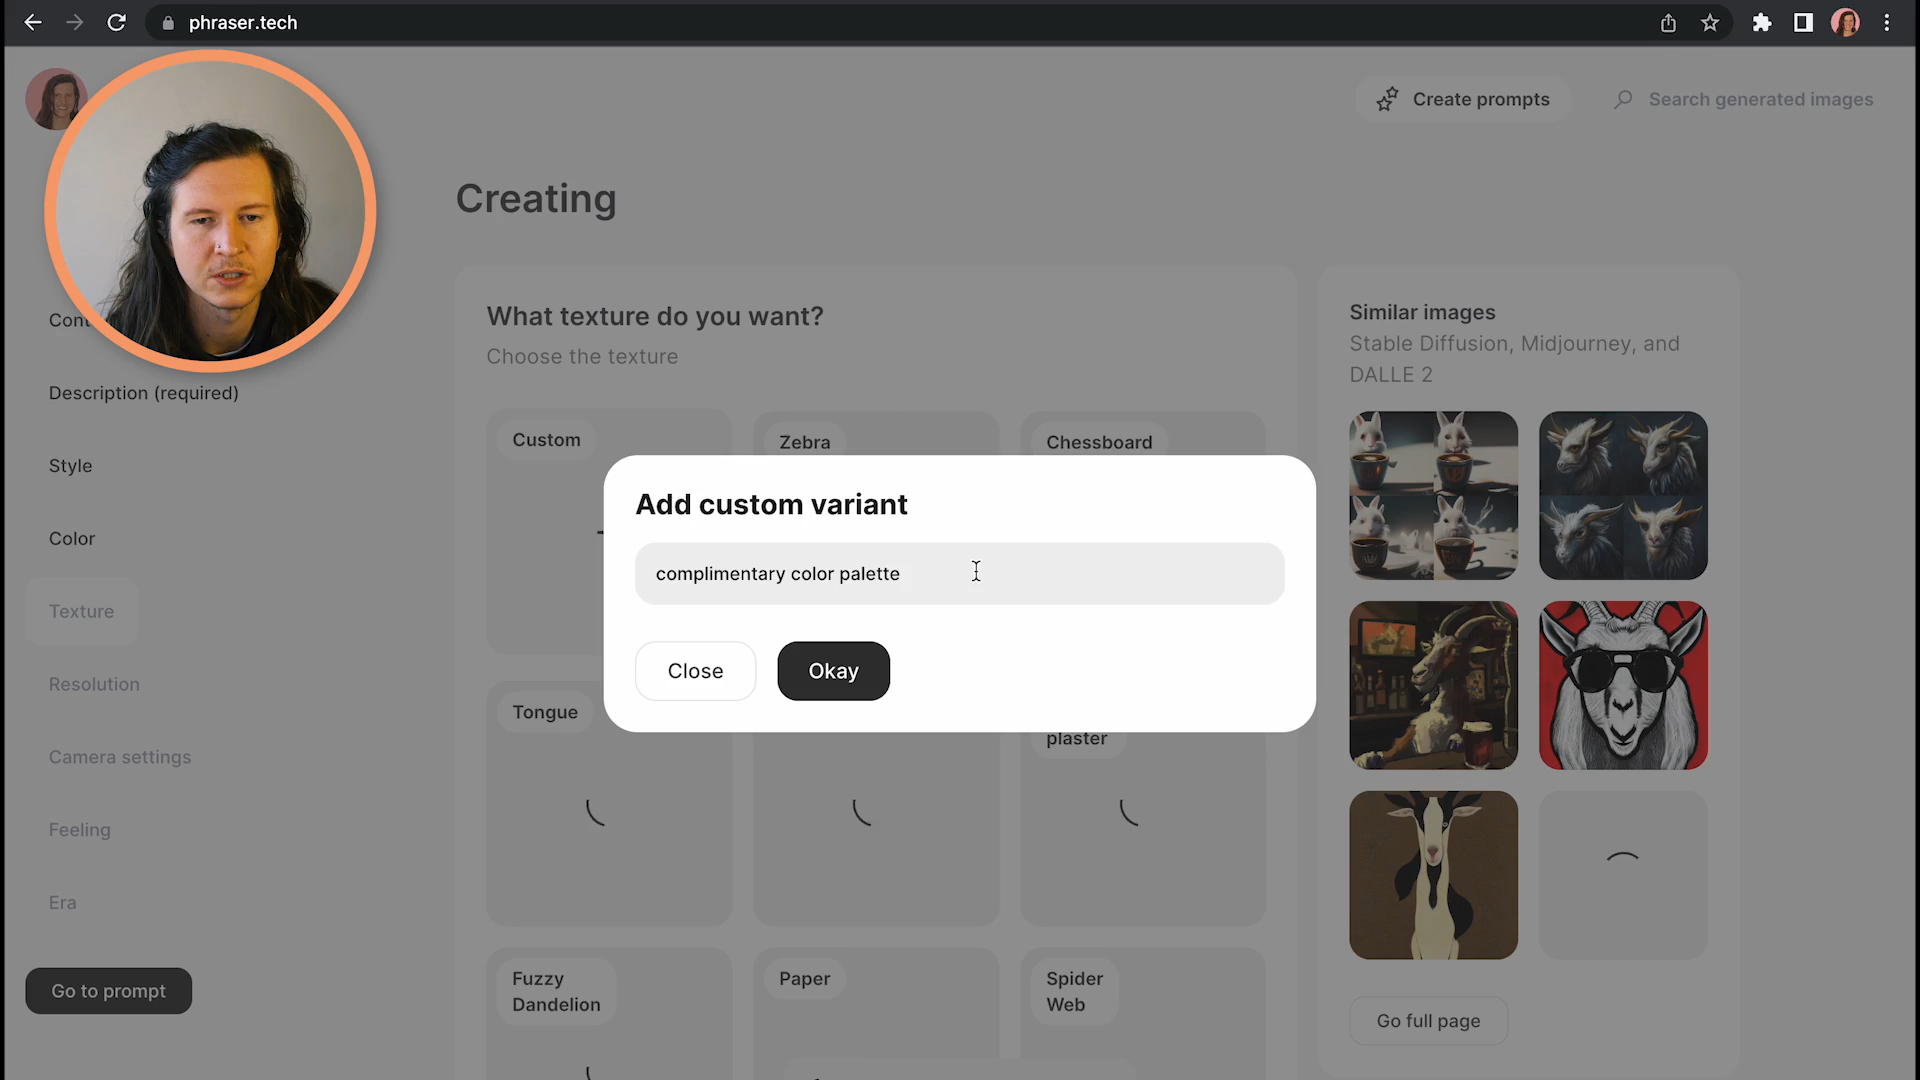 phraser.tech
Create prompts
Search generated images
Creating
What texture do you want?
Choose the texture
Similar images
Stable Diffusion, Midjourney, and
DALLE 2
Cont
Description (required)
Style
Color
Texture
Resolution
Camera settings
Feeling
Era
Go to prompt
Custom
Zebra
Chessboard
Add custom variant
complimentary color palette
Close
Okay
Tongue
plaster
Fuzzy
Dandelion
Paper
Spider
Web
Go full page